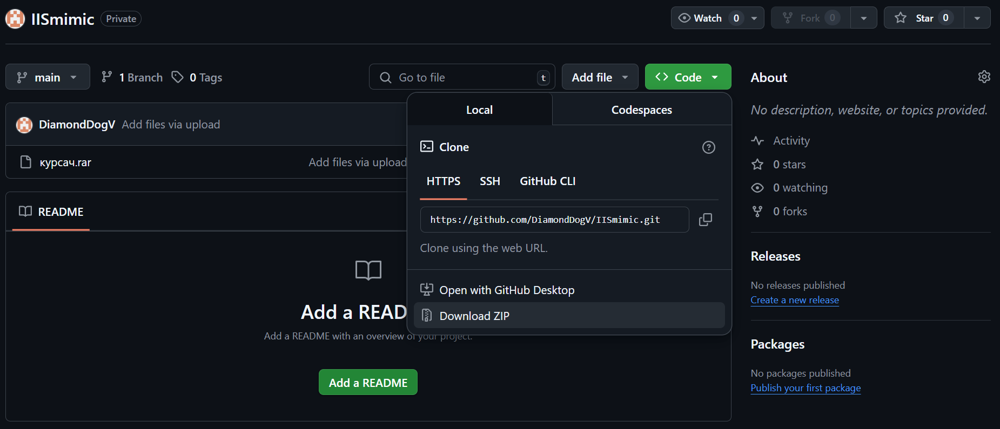 IISmimic Private
Watch 0
Fork 0
Star 0
main
1 Branch
0 Tags
Go to file t
Add file
Code
DiamondDogV Add files via upload
курсач.rar Add files via upload
README
Add a READ
Add a README with an overview of your project.
Add a README
Local Codespaces
Clone
HTTPS SSH GitHub CLI
https://github.com/DiamondDogV/IISmimic.git
Clone using the web URL.
Open with GitHub Desktop
Download ZIP
About
No description, website, or topics provided.
Activity
0 stars
0 watching
0 forks
Releases
No releases published
Create a new release
Packages
No packages published
Publish your first package